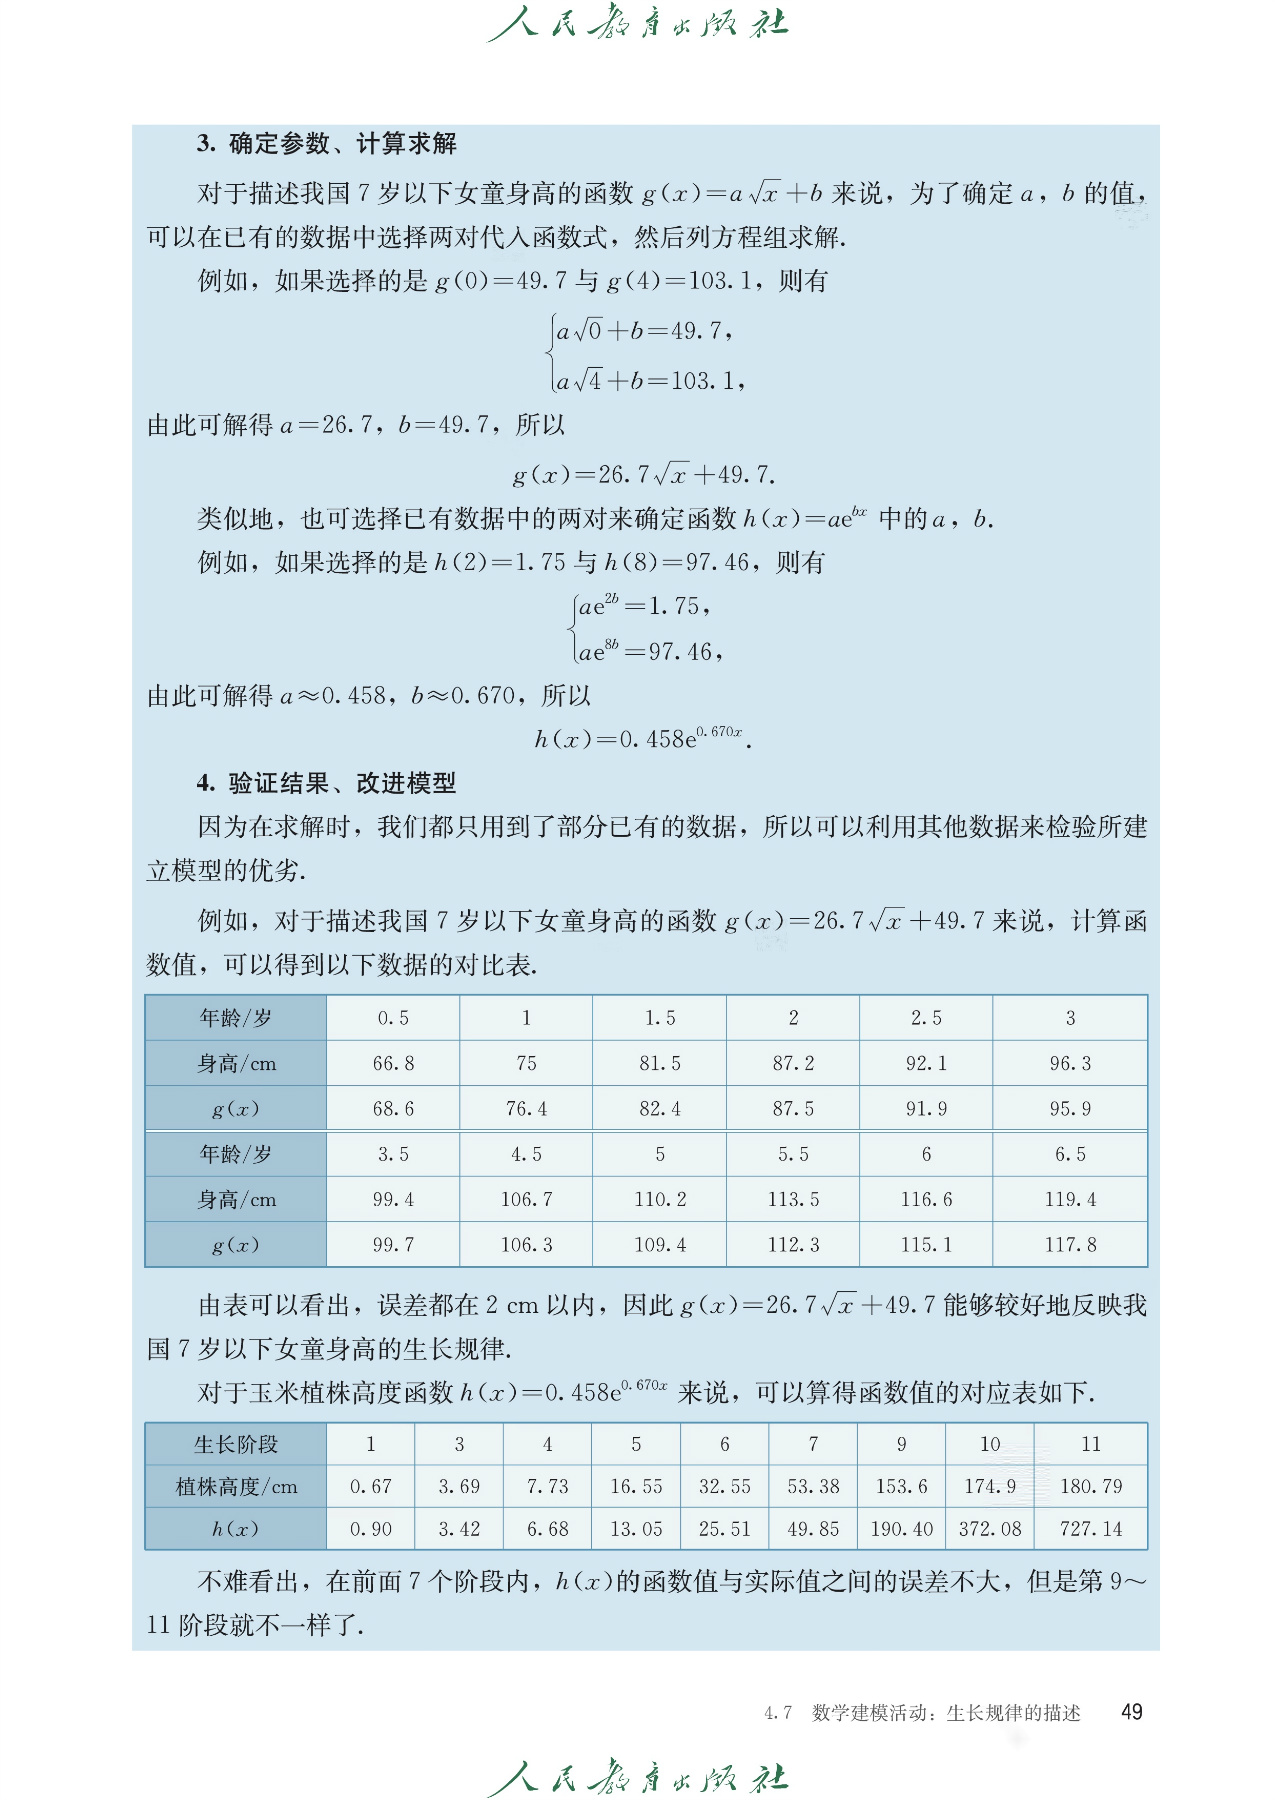 人民教育出版社
3. 确定参数、计算求解
对于描述我国 7 岁以下女童身高的函数 g(x)=a√x+b 来说，为了确定 a，b 的值，
可以在已有的数据中选择两对代入函数式，然后列方程组求解.
例如，如果选择的是 g(0)=49.7 与 g(4)=103.1，则有
a√0+b=49.7，
a√4+b=103.1，
由此可解得 a=26.7，b=49.7，所以
g(x)=26.7√x+49.7.
类似地，也可选择已有数据中的两对来确定函数 h(x)=ae^{bx} 中的 a，b.
例如，如果选择的是 h(2)=1.75 与 h(8)=97.46，则有
ae^{2b}=1.75，
ae^{8b}=97.46，
由此可解得 a≈0.458，b≈0.670，所以
h(x)=0.458e^{0.670x}.
4. 验证结果、改进模型
因为在求解时，我们都只用到了部分已有的数据，所以可以利用其他数据来检验所建
立模型的优劣.
例如，对于描述我国 7 岁以下女童身高的函数 g(x)=26.7√x+49.7 来说，计算函
数值，可以得到以下数据的对比表.
年龄/岁 0.5 1 1.5 2 2.5 3
身高/cm 66.8 75 81.5 87.2 92.1 96.3
g(x) 68.6 76.4 82.4 87.5 91.9 95.9
年龄/岁 3.5 4.5 5 5.5 6 6.5
身高/cm 99.4 106.7 110.2 113.5 116.6 119.4
g(x) 99.7 106.3 109.4 112.3 115.1 117.8
由表可以看出，误差都在 2 cm 以内，因此 g(x)=26.7√x+49.7 能够较好地反映我
国 7 岁以下女童身高的生长规律.
对于玉米植株高度函数 h(x)=0.458e^{0.670x} 来说，可以算得函数值的对应表如下.
生长阶段 1 3 4 5 6 7 9 10 11
植株高度/cm 0.67 3.69 7.73 16.55 32.55 53.38 153.6 174.9 180.79
h(x) 0.90 3.42 6.68 13.05 25.51 49.85 190.40 372.08 727.14
不难看出，在前面 7 个阶段内，h(x)的函数值与实际值之间的误差不大，但是第 9～
11 阶段就不一样了.
4.7 数学建模活动：生长规律的描述 49
人民教育出版社